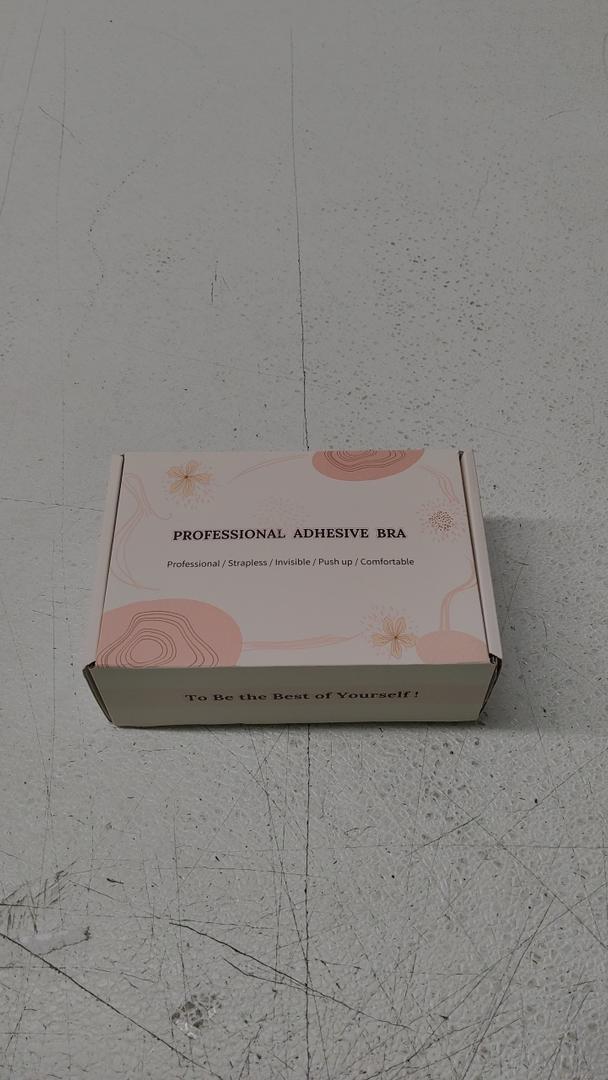 PROFESSIONAL ADHESIVE BRA
Professional / Strapless / Invisible / Push up / Comfortable
To Be the Best of Yourself !